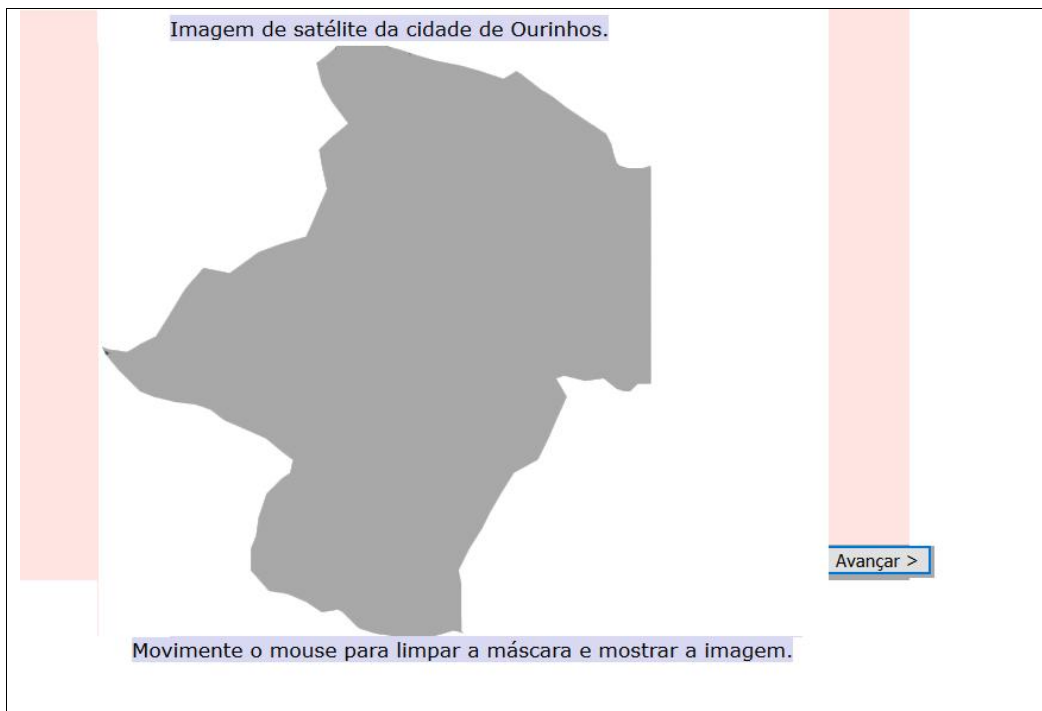 Imagem de satélite da cidade de Ourinhos.
Avançar >
Movimente o mouse para limpar a máscara e mostrar a imagem.